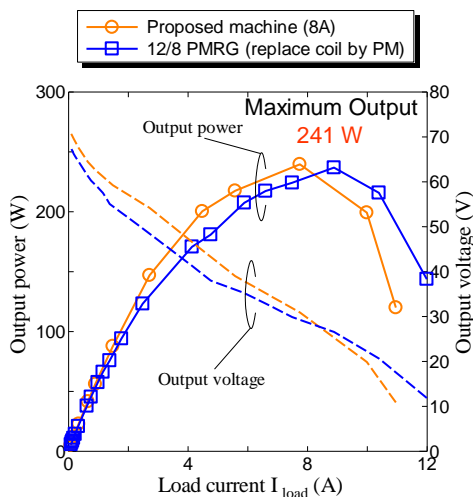 Proposed machine (8A)
12/8 PMRG (replace coil by PM)
Maximum Output
241 W
Output power
Output voltage
Output power (W)
300
200
100
0
0
4
8
12
Load current I load (A)
Output voltage (V)
80
70
60
50
40
30
20
10
0